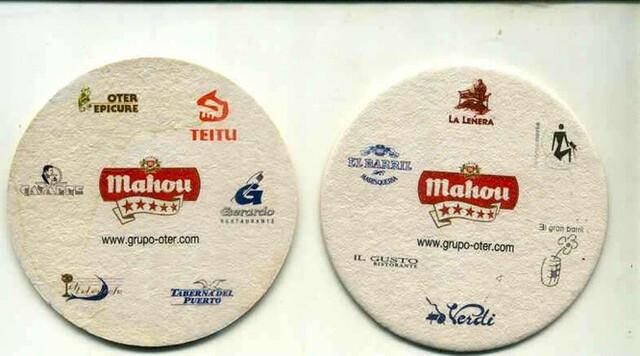 OTER
EPICURE
TEITU
mahou
Gerardo
RESTAURANTE
www.grupo-oter.com
TABERNA DEL
PUERTO
LA LEÑERA
EL BARRIL
MARISQUERIA
mahou
www.grupo-oter.com
El gran barril
IL GUSTO
RISTORANTE
Verdi